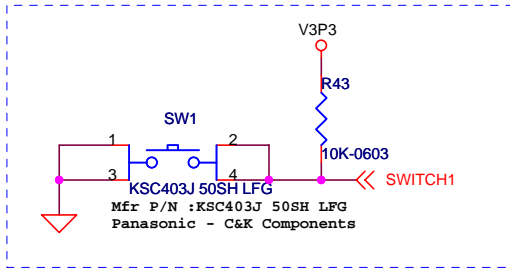 V3P3
R43
SW1
1
2
10K-0603
3
4
SWITCH1
KSC403J 50SH LFG
Mfr P/N :KSC403J 50SH LFG
Panasonic - C&K Components